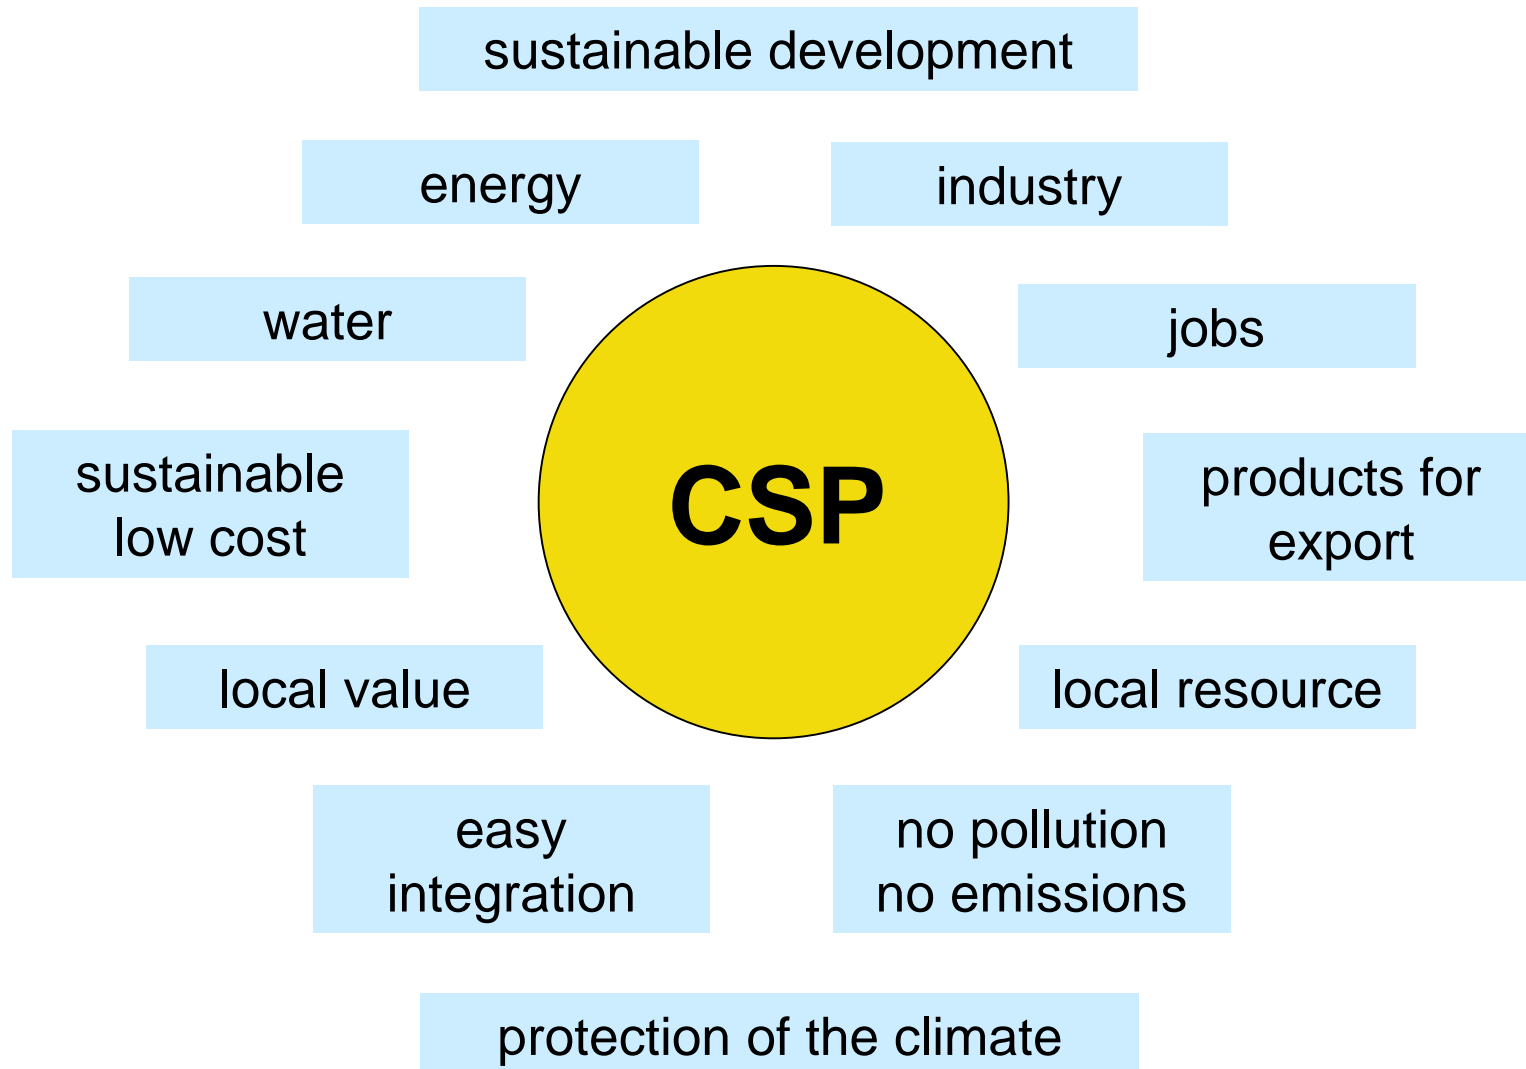 sustainable development
energy
industry
water
jobs
sustainable
low cost
CSP
products for
export
local value
local resource
easy
integration
no pollution
no emissions
protection of the climate